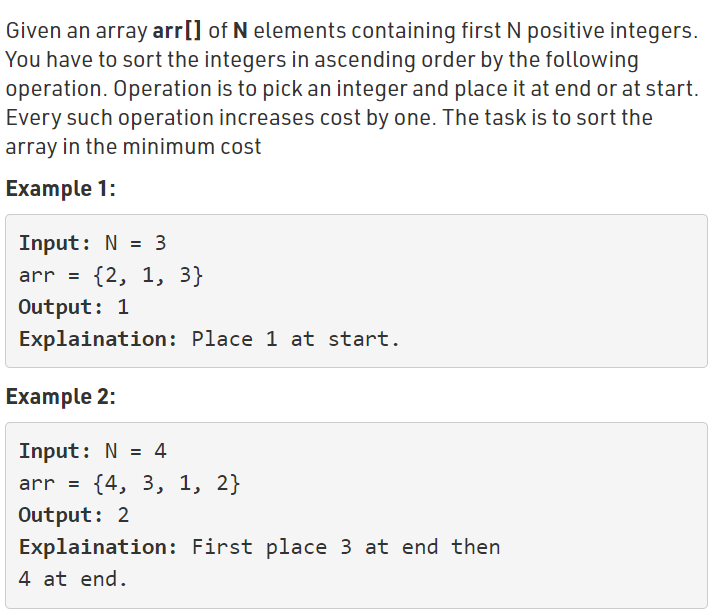 Given an array arr[] of N elements containing first N positive integers.
You have to sort the integers in ascending order by the following
operation. Operation is to pick an integer and place it at end or at start.
Every such operation increases cost by one. The task is to sort the
array in the minimum cost
Example 1:
Input: N = 3
arr = {2, 1, 3}
Output: 1
Explaination: Place 1 at start.
Example 2:
Input: N = 4
arr = {4, 3, 1, 2}
Output: 2
Explaination: First place 3 at end then
4 at end.